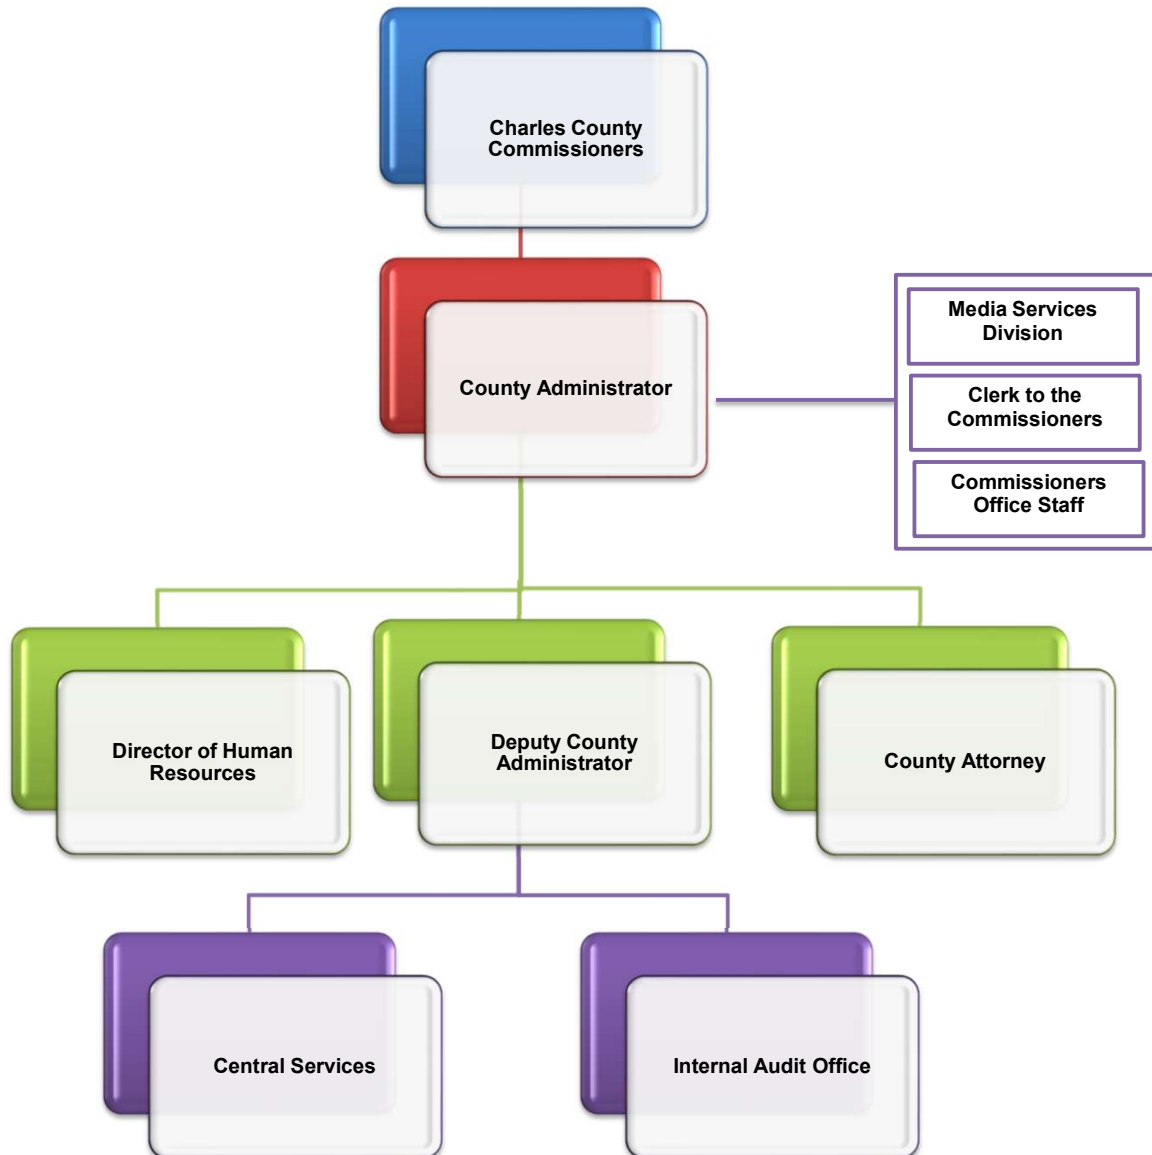 Charles County
Commissioners
County Administrator
Media Services
Division
Clerk to the
Commissioners
Commissioners
Office Staff
Director of Human
Resources
Deputy County
Administrator
County Attorney
Central Services
Internal Audit Office